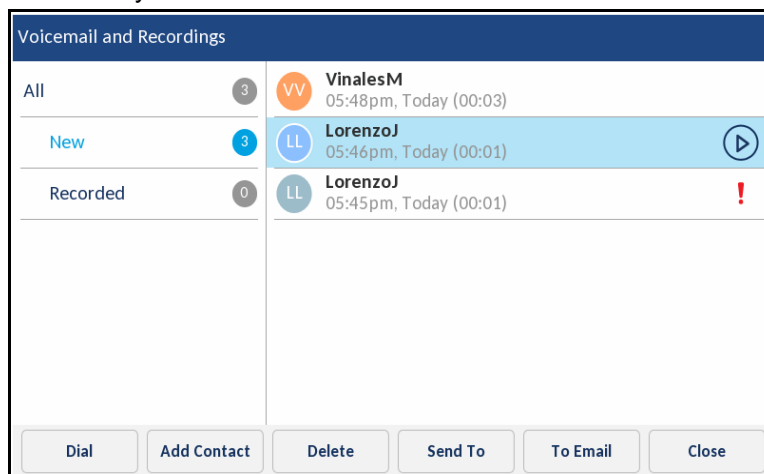 Voicemail and Recordings
All 3
New 3
Recorded 0
VV VinalesM
05:48pm, Today (00:03)
LL LorenzoJ
05:46pm, Today (00:01)
LL LorenzoJ
05:45pm, Today (00:01) !
Dial Add Contact Delete Send To To Email Close